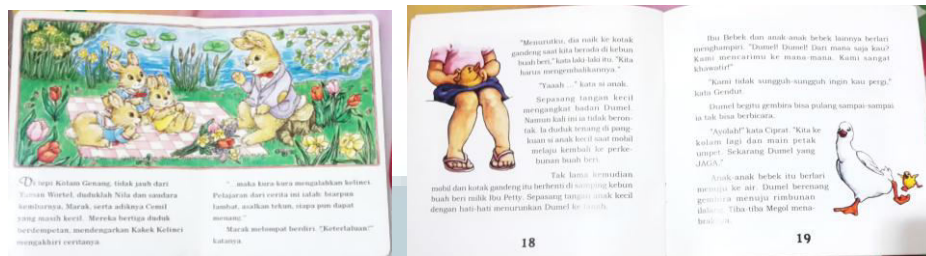 Di tepi Kolam Genang, tidak jauh dari
Taman Wortel, duduklah Nila dan saudara
kembarnya, Marak, serta adiknya Cemil
yang masih kecil. Mereka bertiga duduk
berdempetan, mendengarkan Kakek Kelinci
mengakhiri ceritanya
"...maka kura kura mengalahkan kelinci.
Pelajaran dari cerita ini ialah: biarpun
lambat, asalkan tekun, siapa pun dapat
menang."
Marak melompat berdiri. "Keterlaluan!"
katanya
"Menurutku, dia naik ke kotak
gandeng saat kita berada di kebun
buah beri," kata laki-laki itu. "Kita
harus mengembalikannya."
"Yaaah ..." kata si anak.
Sepasang tangan kecil
mengangkat badan Dumel.
Namun kali ini ia tidak beron-
tak. Ia duduk tenang di pang-
kuan si anak kecil saat mobil
melaju kembali ke perke-
bunan buah beri.
Tak lama kemudian
mobil dan kotak gandeng itu berhenti di samping kebun
buah beri milik Ibu Petty. Sepasang tangan anak kecil
dengan hati-hati menurunkan Dumel ke
18
Ibu Bebek dan anak-anak bebek lainnya berlari
menghampiri. "Dumel! Dumel! Dari mana saja kau?
Kami mencarimu ke mana-mana. Kami sangat
khawatir!"
"Kami tidak sungguh-sungguh ingin kau pergi,"
kata Gendut.
Dumel begitu gembira bisa pulang sampai-sampai
ia tak bisa berbicara.
"Ayolah!" kata Ciprat. "Kita ke
kolam lagi dan main petak
umpet. Sekarang Dumel yang
JAGA."
Anak-anak bebek itu berlari
menuju ke air. Dumel berenang
gembira menuju rimbunan
Tiba-tiba Megol mena-
19